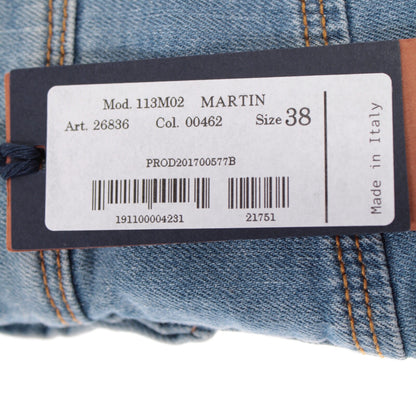 Mod. 113M02 MARTIN
Art. 26836 Col. 00462 Size 38
PROD201700577B
191100004231 21751
Made in Italy